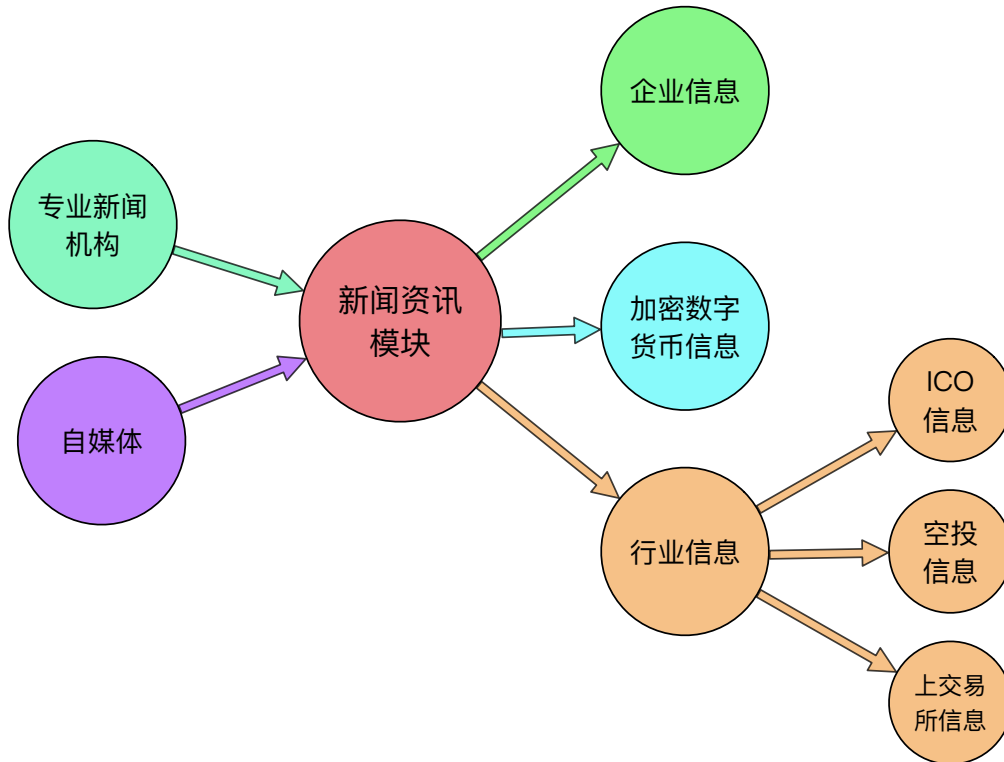 企业信息
专业新闻
机构
新闻资讯
模块
加密数字
货币信息
自媒体
ICO
信息
行业信息
空投
信息
上交易
所信息